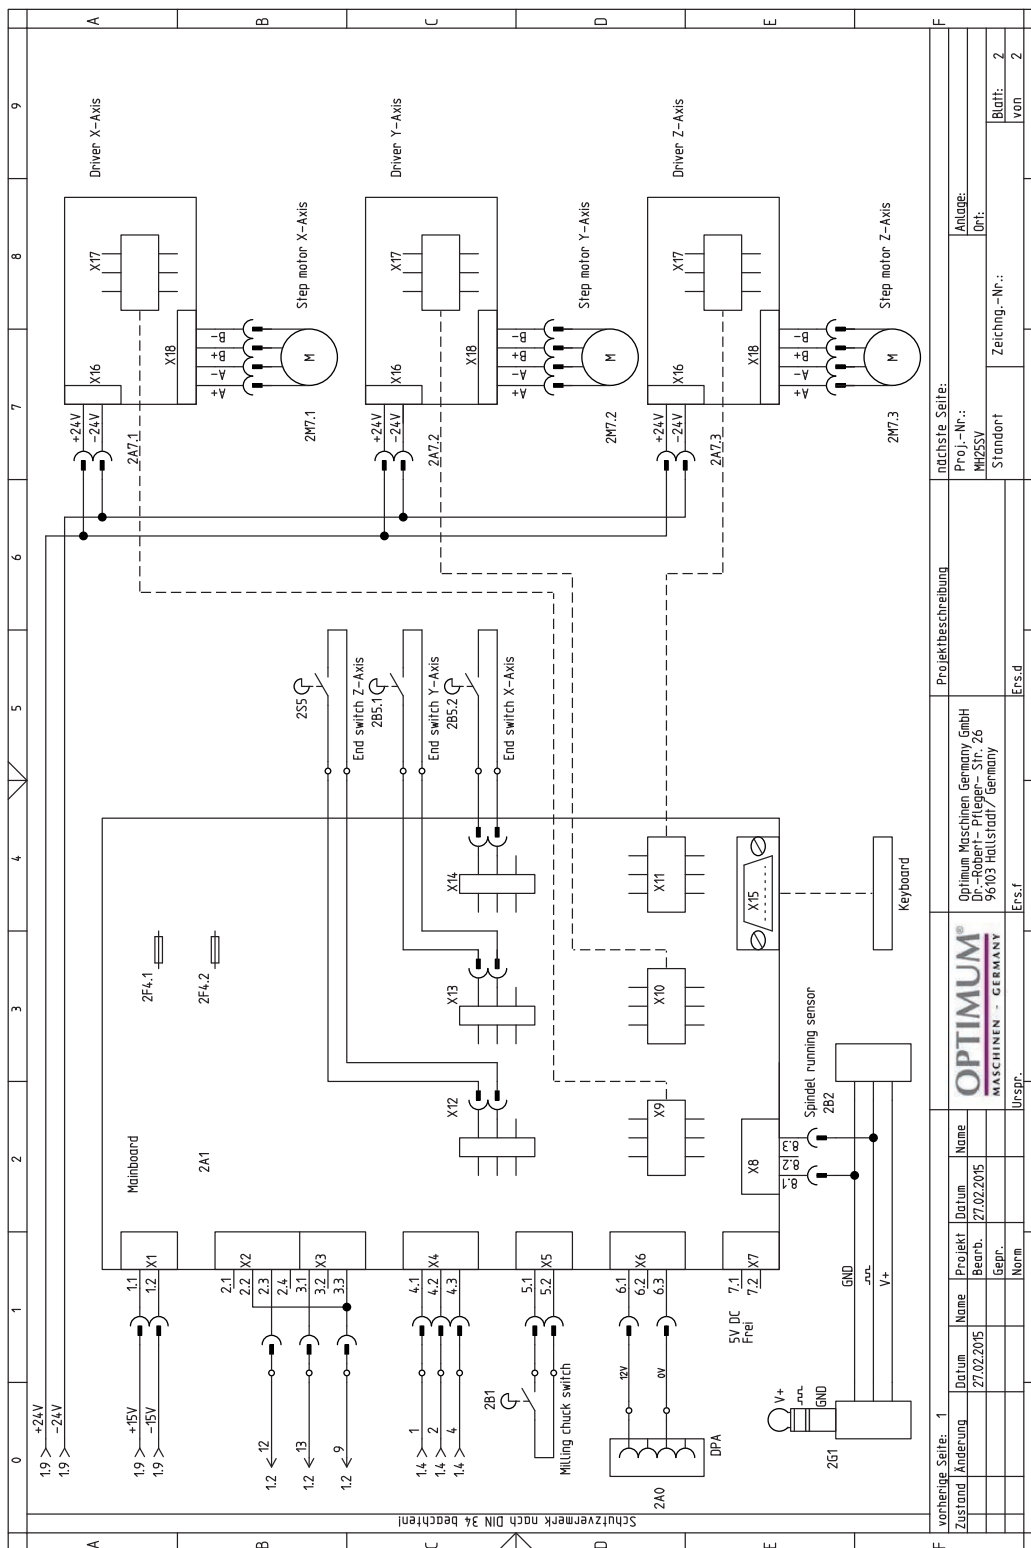 0 1 2 3 4 5 6 7 8 9
A
B
C
D
E
F
A
B
C
D
E
F
Schutzvermerk nach DIN 34 beachten!
1.9 +24V
1.9 -24V
1.9 +15V
1.9 -15V
1.1
1.2
X1
Mainboard
2A1
2F4.1
2F4.2
2.1
2.2
2.3
2.4
X2
3.1
3.2
3.3
X3
1.2 12
1.2 13
1.2 9
1.4 1
1.4 2
1.4 4
4.1
4.2
4.3
X4
2B1
Milling chuck switch
5.1
5.2
X5
2A0
DPA
12V
0V
6.1
6.2
6.3
X6
5V DC
Frei
7.1
7.2
X7
X8
8.1
8.2
8.3
Spindel running sensor
2B2
2G1
V+
GND
GND
V+
X9
X10
X11
X12
X13
X14
X15
Keyboard
2S5
End switch Z-Axis
2B5.1
End switch Y-Axis
2B5.2
End switch X-Axis
+24V
-24V
2A7.1
X16
X17
X18
Driver X-Axis
A+
A-
B+
B-
M
2M7.1
Step motor X-Axis
+24V
-24V
2A7.2
X16
X17
X18
Driver Y-Axis
A+
A-
B+
B-
M
2M7.2
Step motor Y-Axis
+24V
-24V
2A7.3
X16
X17
X18
Driver Z-Axis
A+
A-
B+
B-
M
2M7.3
Step motor Z-Axis
vorherige Seite: 1
Zustand Änderung Datum Name Projekt Datum Name
27.02.2015 Bearb. 27.02.2015
Gepr.
Norm
Urspr.
OPTIMUM®
MASCHINEN - GERMANY
Optimum Maschinen Germany GmbH
Dr.-Robert- Pfleger- Str. 26
96103 Hallstadt/ Germany
Ers.f
Ers.d
Projektbeschreibung
nächste Seite:
Proj.-Nr.:
MH25SV
Standort
Zeichng.-Nr.:
Anlage:
Ort:
Blatt: 2
von 2